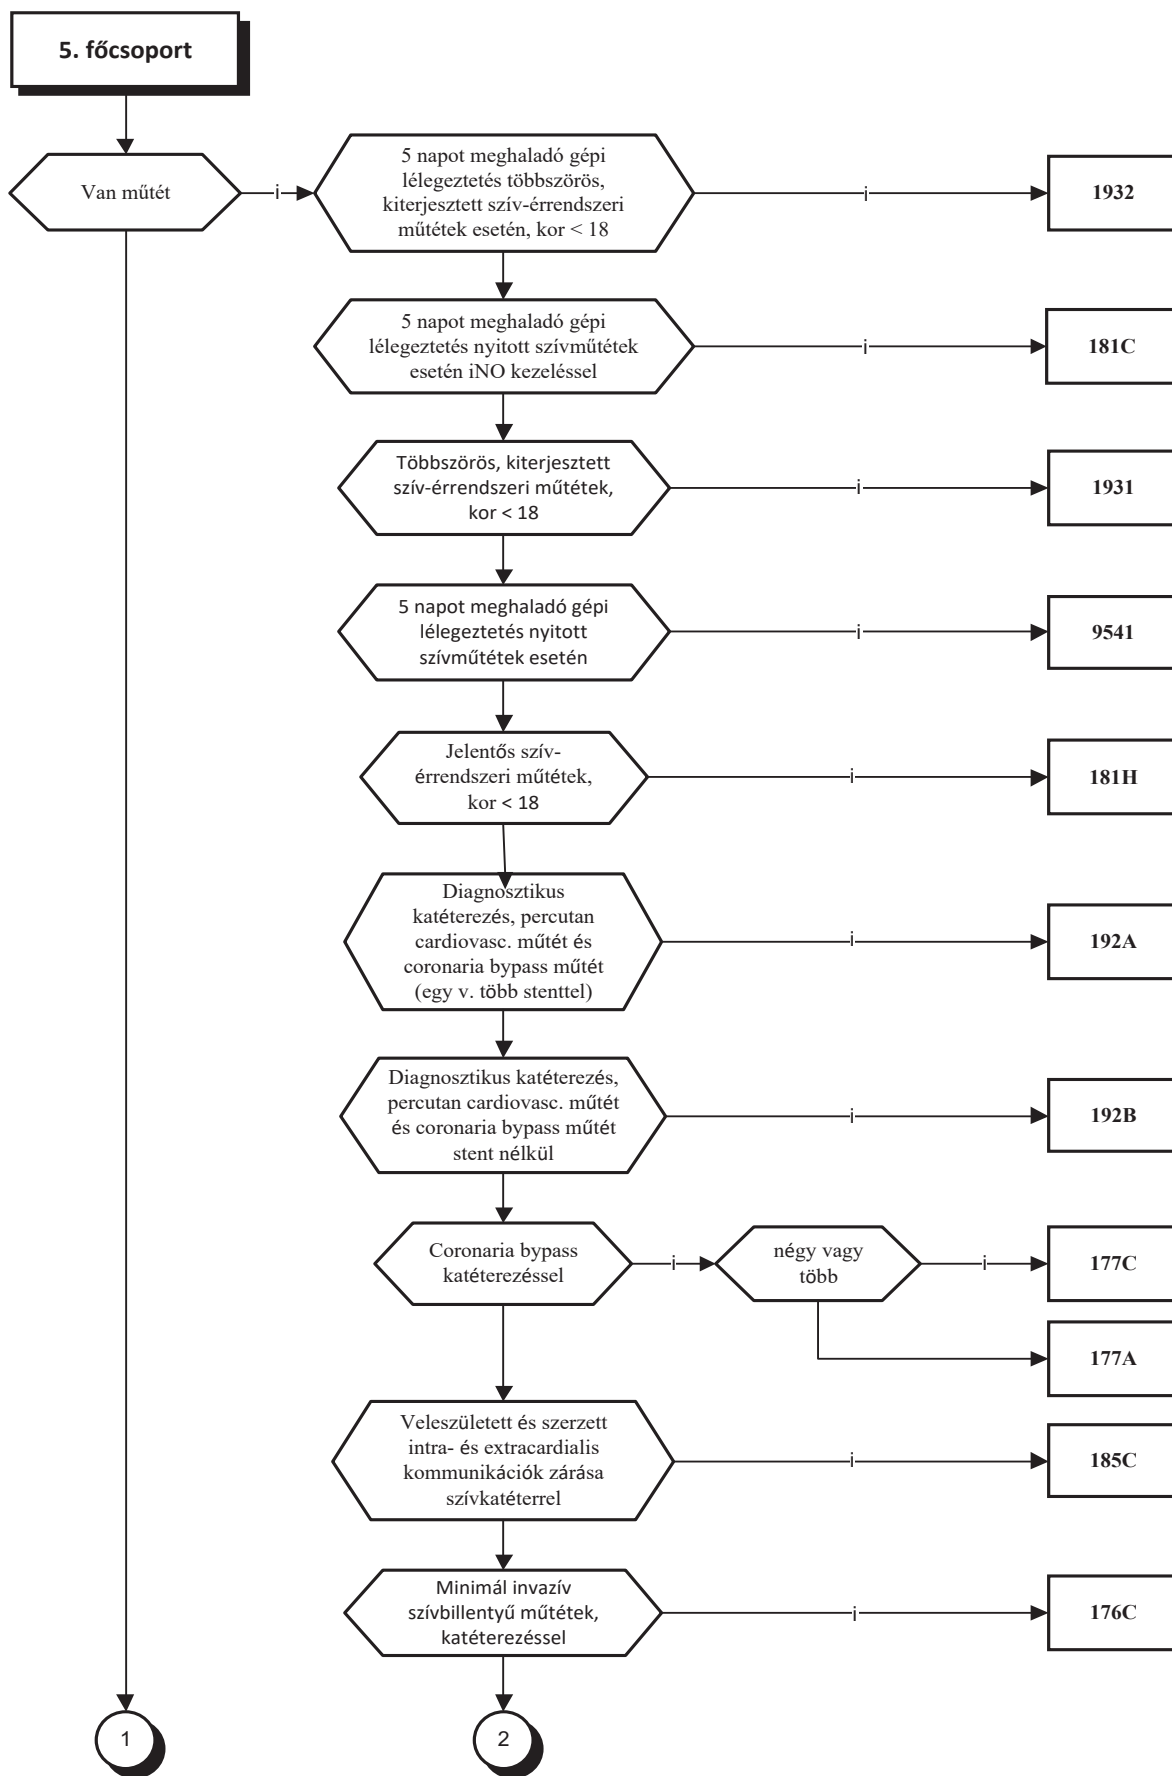 5. főcsoport
Van műtét
i
5 napot meghaladó gépi
lélegeztetés többszörös,
kiterjesztett szív-érrendszeri
műtétek esetén, kor < 18
i
1932
5 napot meghaladó gépi
lélegeztetés nyitott szívműtétek
esetén iNO kezeléssel
i
181C
Többszörös, kiterjesztett
szív-érrendszeri műtétek,
kor < 18
i
1931
5 napot meghaladó gépi
lélegeztetés nyitott
szívműtétek esetén
i
9541
Jelentős szív-
érrendszeri műtétek,
kor < 18
i
181H
Diagnosztikus
katéterezés, percutan
cardiovasc. műtét és
coronaria bypass műtét
(egy v. több stenttel)
i
192A
Diagnosztikus katéterezés,
percutan cardiovasc. műtét
és coronaria bypass műtét
stent nélkül
i
192B
Coronaria bypass
katéterezéssel
i
négy vagy
több
i
177C
177A
Veleszületett és szerzett
intra- és extracardialis
kommunikációk zárása
szívkatéterrel
i
185C
Minimál invazív
szívbillentyű műtétek,
katéterezéssel
i
176C
1
2